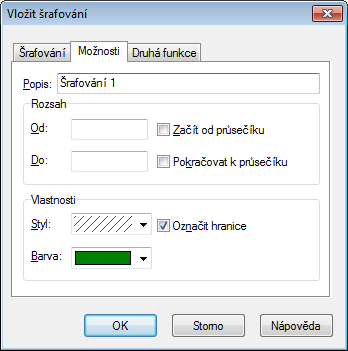 Vložit šrafování
Šrafování Možnosti Druhá funkce
Popis: Šrafování 1
Rozsah
Od: Začít od průsečíku
Do: Pokračovat k průsečíku
Vlastnosti
Styl: Označit hranice
Barva:
OK Storno Nápověda